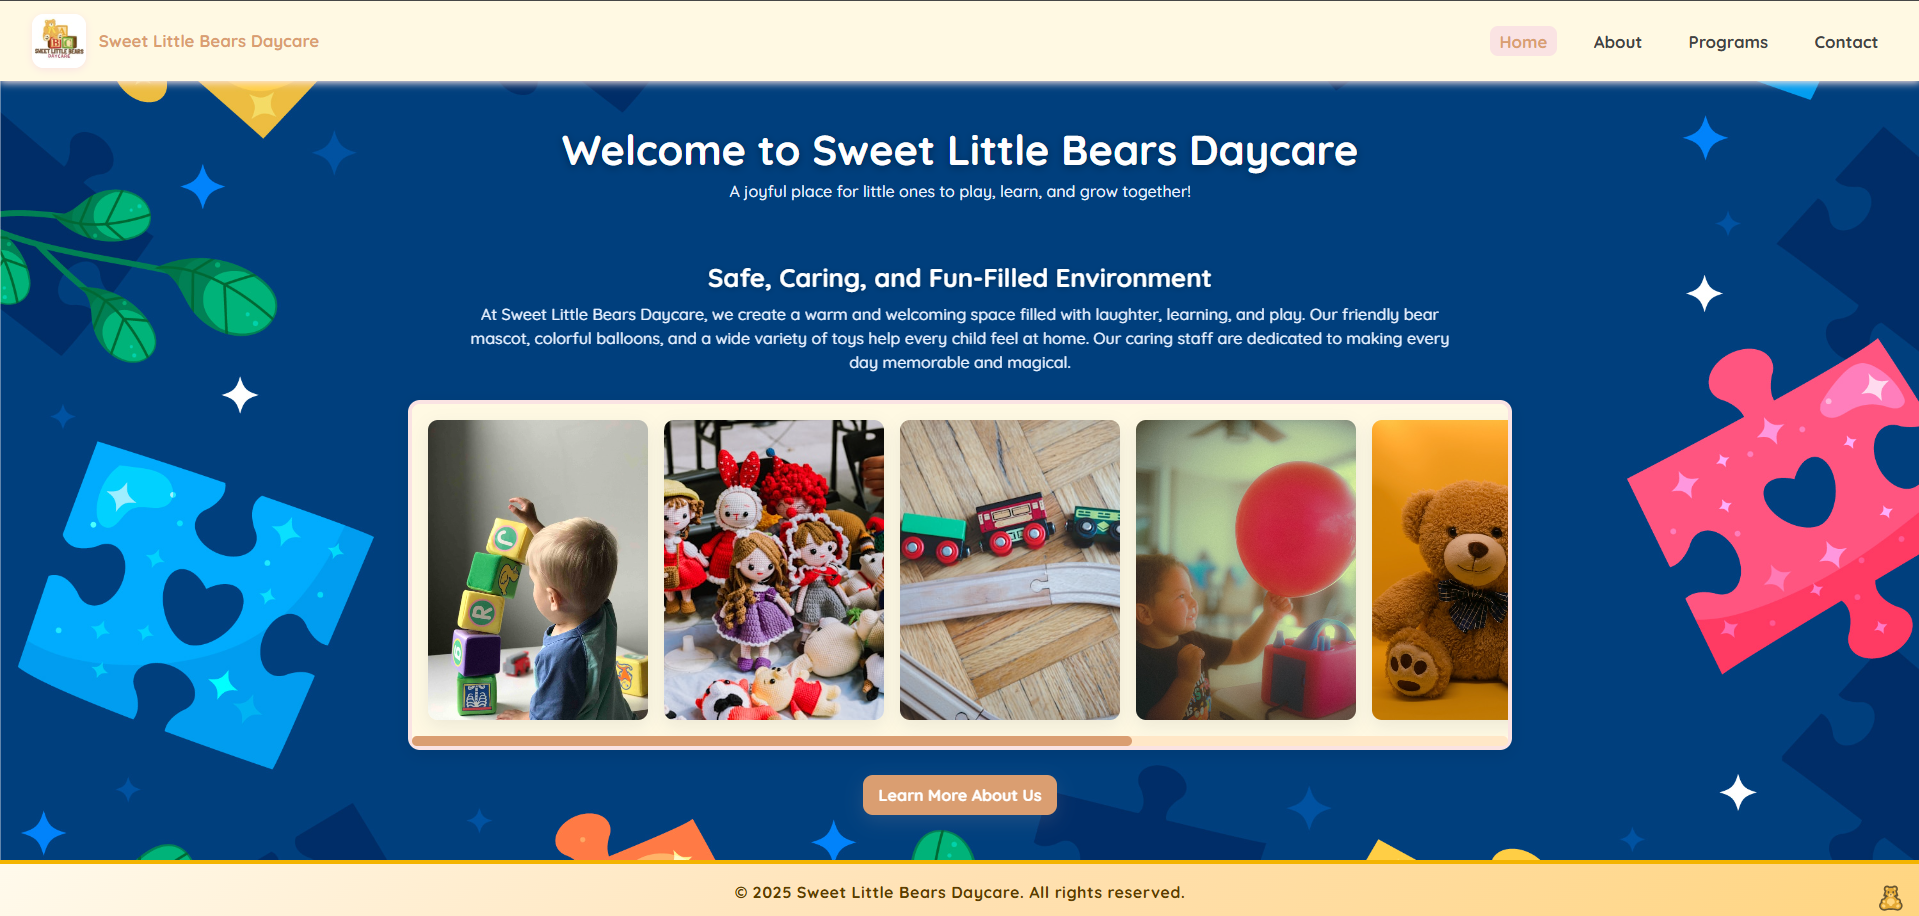 SWEET LITTLE BEARS
DAYCARE
Sweet Little Bears Daycare
Home
About
Programs
Contact
Welcome to Sweet Little Bears Daycare
A joyful place for little ones to play, learn, and grow together!
Safe, Caring, and Fun-Filled Environment
At Sweet Little Bears Daycare, we create a warm and welcoming space filled with laughter, learning, and play. Our friendly bear
mascot, colorful balloons, and a wide variety of toys help every child feel at home. Our caring staff are dedicated to making every
day memorable and magical.
R
Learn More About Us
© 2025 Sweet Little Bears Daycare. All rights reserved.